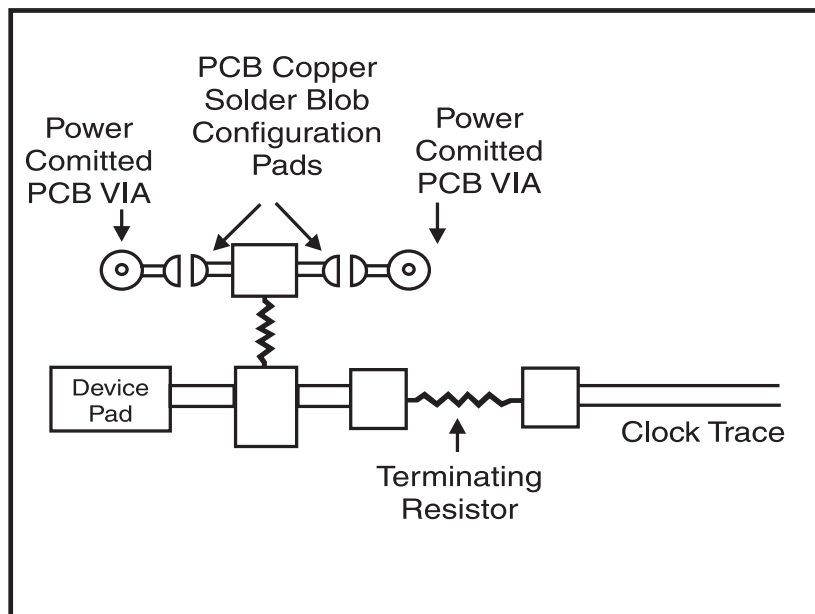 PCB Copper
Solder Blob
Configuration
Pads
Power
Comitted
PCB VIA
Power
Comitted
PCB VIA
Device
Pad
Clock Trace
Terminating
Resistor